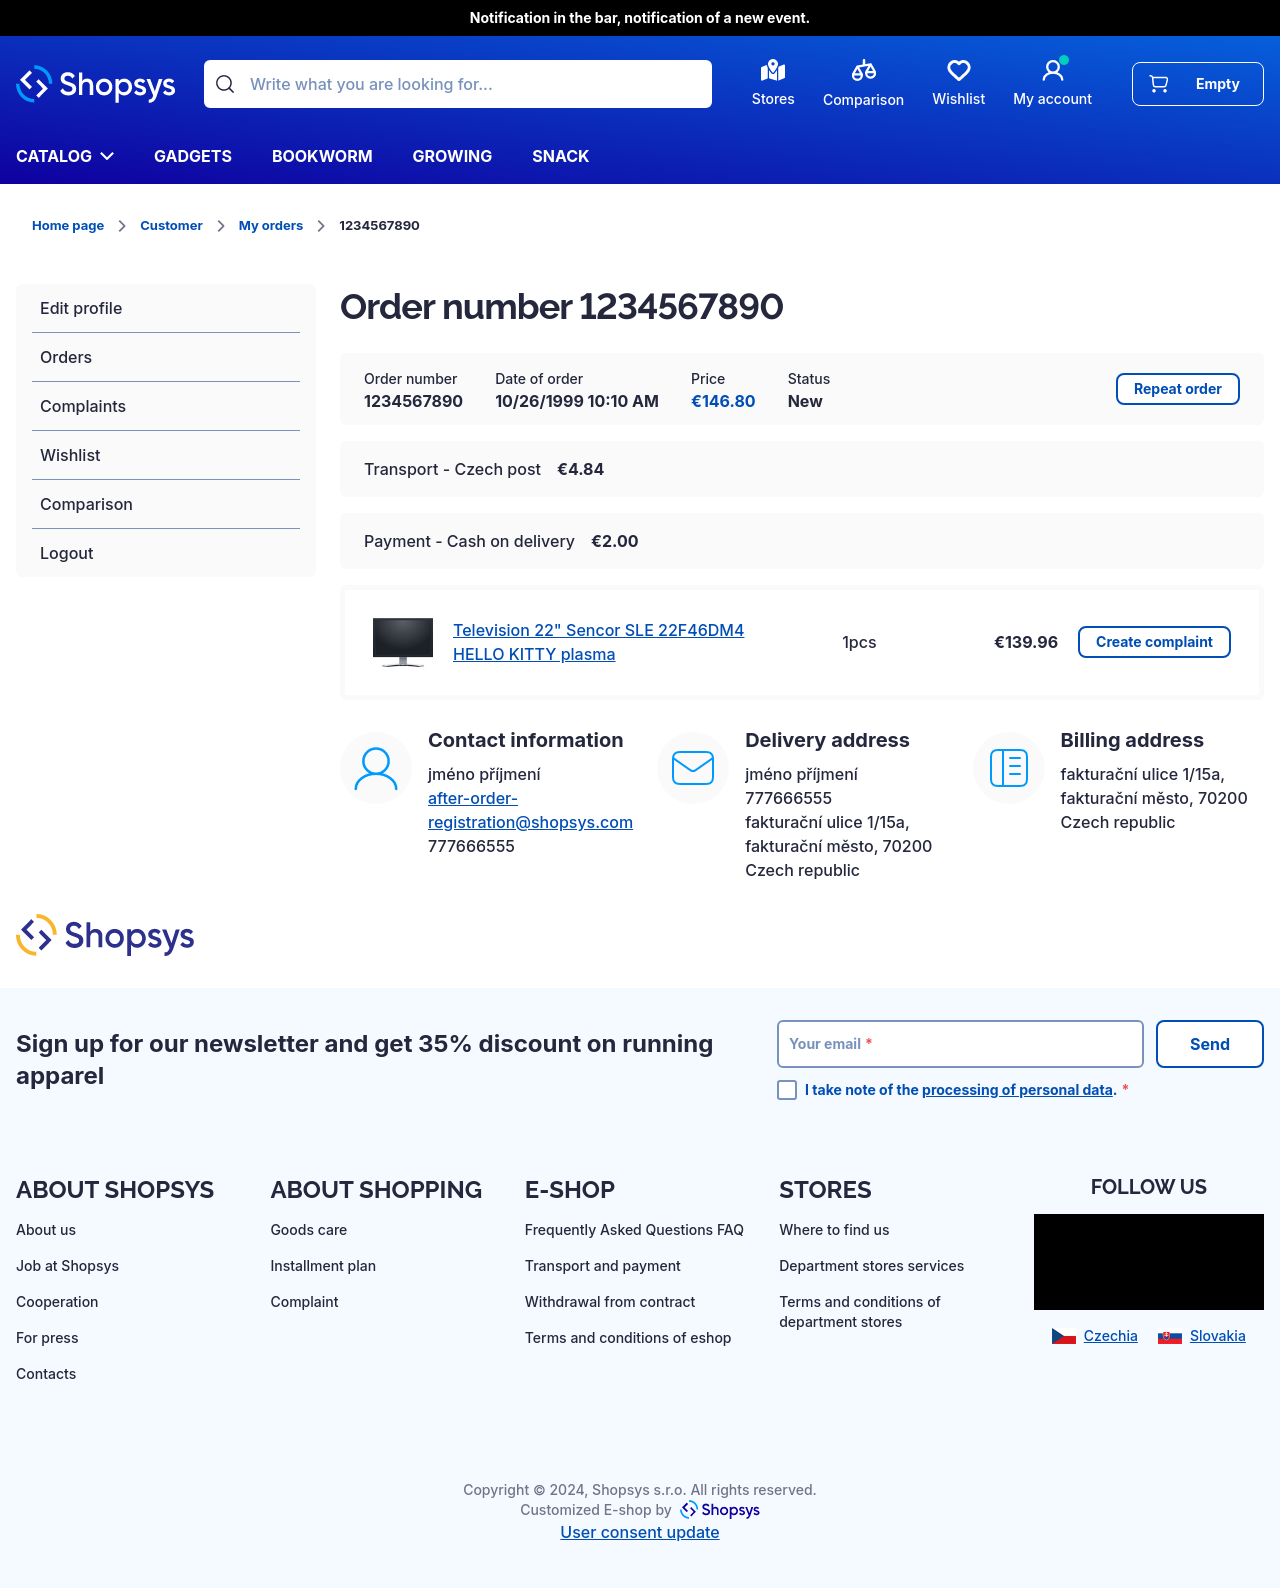 Notification in the bar, notification of a new event.
Shopsys
Write what you are looking for...
Stores
Comparison
Wishlist
My account
Empty
CATALOG
GADGETS
BOOKWORM
GROWING
SNACK
Home page
Customer
My orders
1234567890
Edit profile
Orders
Complaints
Wishlist
Comparison
Logout
Order number 1234567890
Order number
1234567890
Date of order
10/26/1999 10:10 AM
Price
€146.80
Status
New
Repeat order
Transport - Czech post €4.84
Payment - Cash on delivery €2.00
Television 22" Sencor SLE 22F46DM4
HELLO KITTY plasma
1pcs
€139.96
Create complaint
Contact information
jméno příjmení
after-order-
registration@shopsys.com
777666555
Delivery address
jméno příjmení
777666555
fakturační ulice 1/15a,
fakturační město, 70200
Czech republic
Billing address
fakturační ulice 1/15a,
fakturační město, 70200
Czech republic
Shopsys
Sign up for our newsletter and get 35% discount on running
apparel
Your email *
Send
I take note of the processing of personal data. *
ABOUT SHOPSYS
About us
Job at Shopsys
Cooperation
For press
Contacts
ABOUT SHOPPING
Goods care
Installment plan
Complaint
E-SHOP
Frequently Asked Questions FAQ
Transport and payment
Withdrawal from contract
Terms and conditions of eshop
STORES
Where to find us
Department stores services
Terms and conditions of
department stores
FOLLOW US
Czechia
Slovakia
Copyright © 2024, Shopsys s.r.o. All rights reserved.
Customized E-shop by Shopsys
User consent update